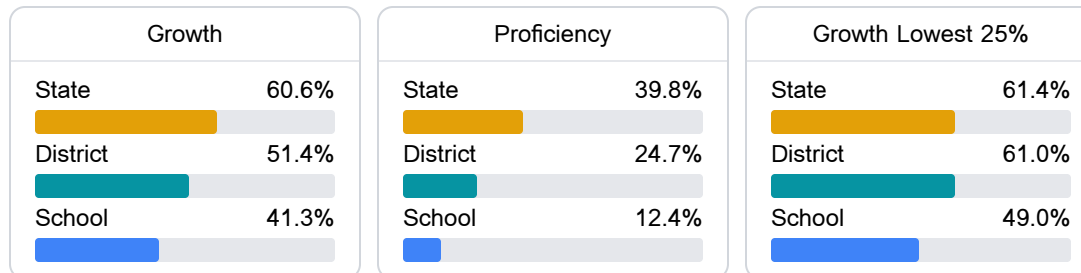 Growth
State 60.6%
District 51.4%
School 41.3%
Proficiency
State 39.8%
District 24.7%
School 12.4%
Growth Lowest 25%
State 61.4%
District 61.0%
School 49.0%